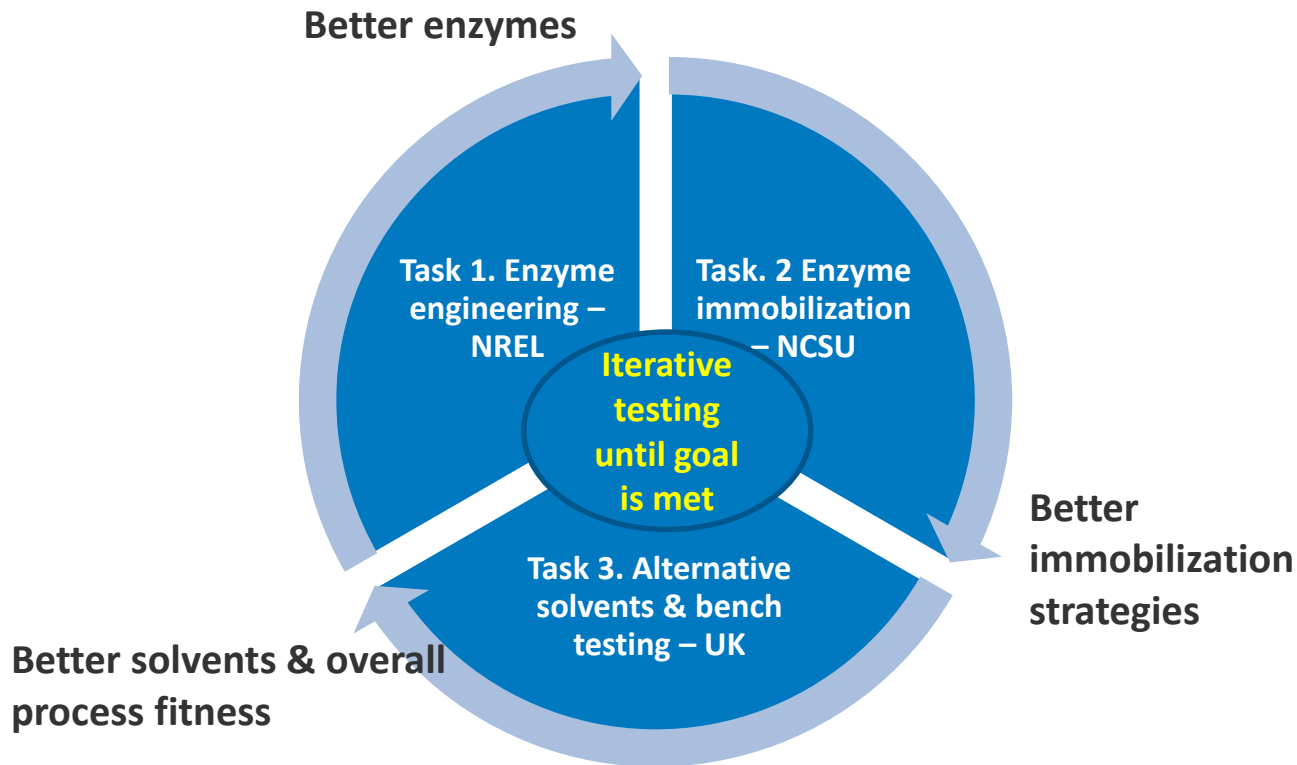 Better enzymes
Task 1. Enzyme
engineering –
NREL
Task. 2 Enzyme
immobilization
– NCSU
Iterative
testing
until goal
is met
Better
immobilization
strategies
Task 3. Alternative
solvents & bench
testing – UK
Better solvents & overall
process fitness